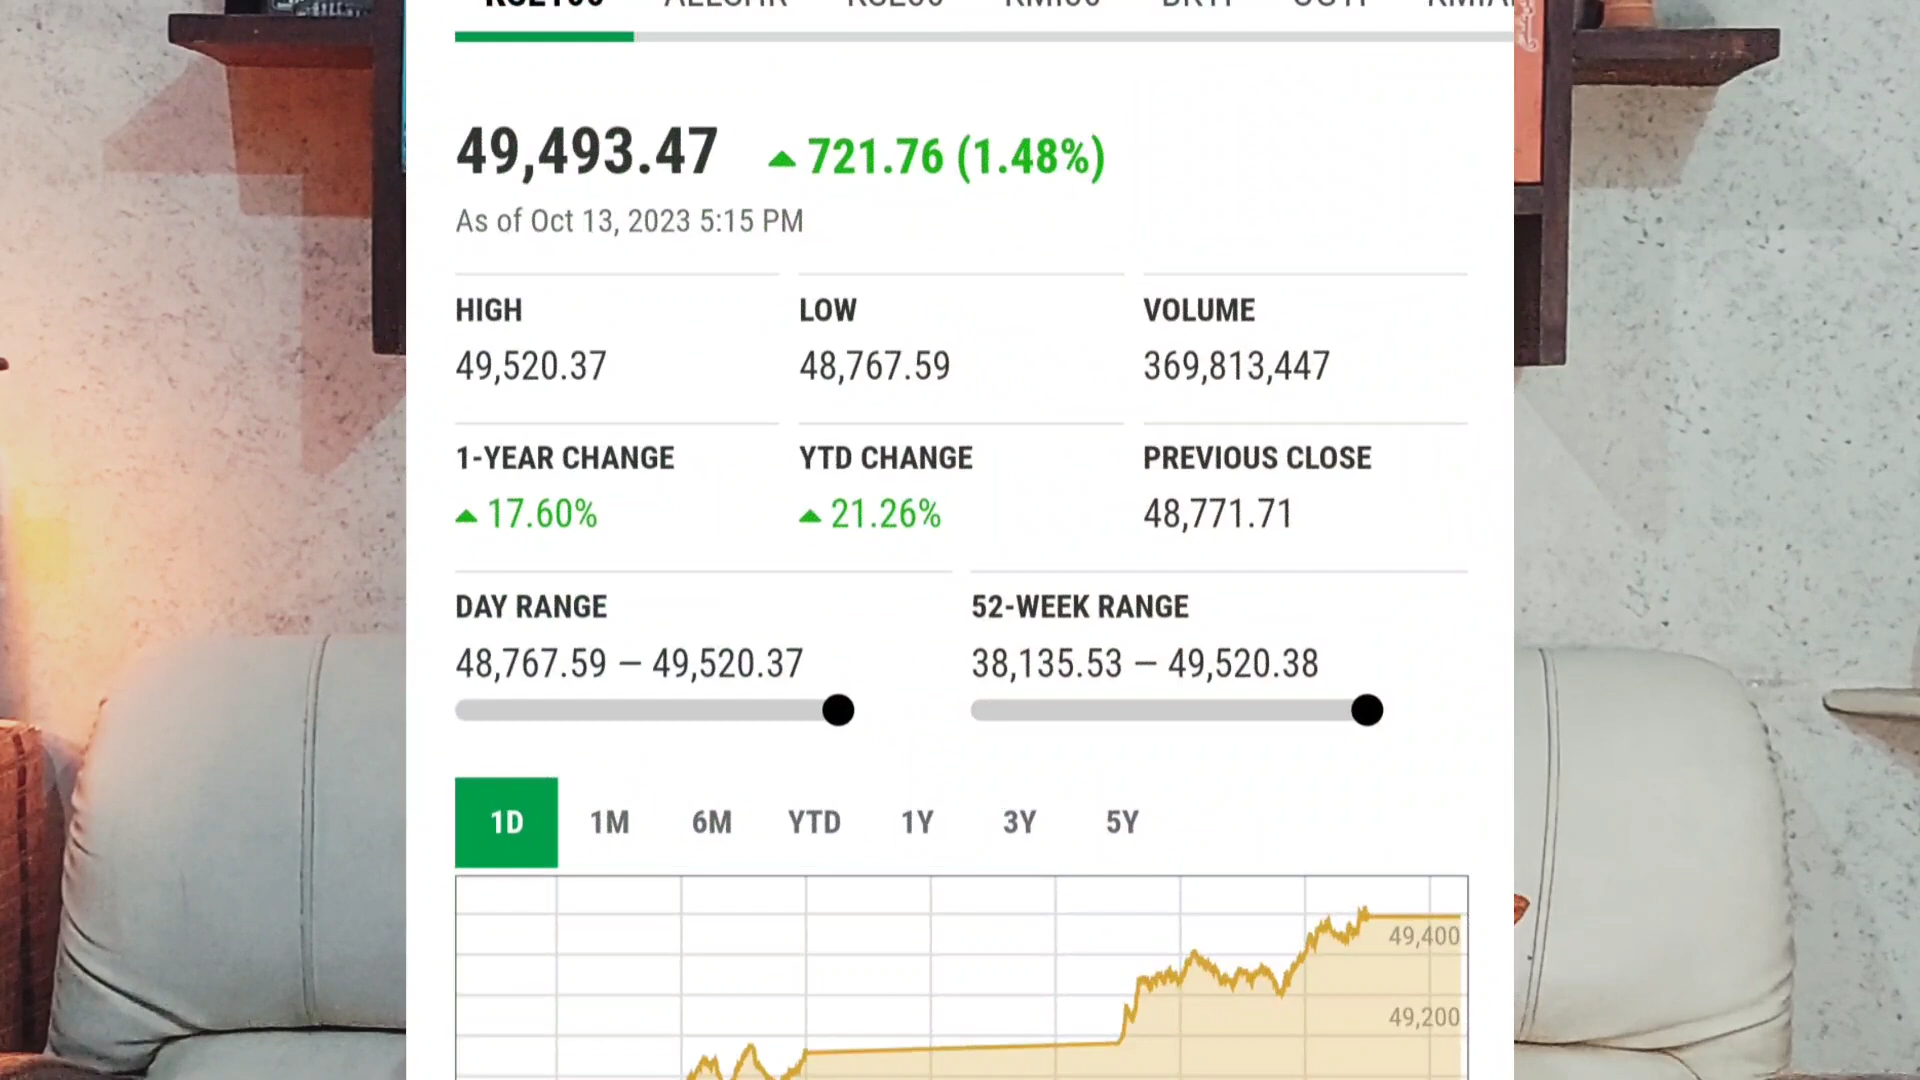 49,493.47 721.76 (1.48%)
As of Oct 13, 2023 5:15 PM
HIGH LOW VOLUME
49,520.37 48,767.59 369,813,447
1-YEAR CHANGE YTD CHANGE PREVIOUS CLOSE
17.60% 21.26% 48,771.71
DAY RANGE 52-WEEK RANGE
48,767.59 — 49,520.37 38,135.53 — 49,520.38
1D 1M 6M YTD 1Y 3Y 5Y
49,400
49,200